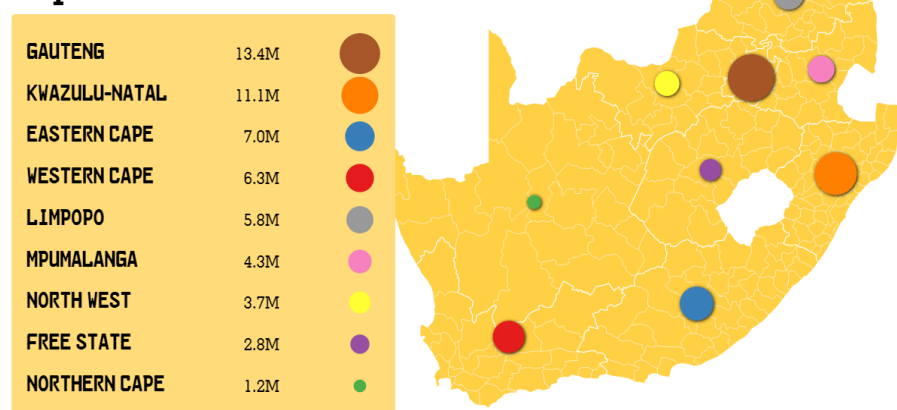 GAUTENG 13.4M
KWAZULU-NATAL 11.1M
EASTERN CAPE 7.0M
WESTERN CAPE 6.3M
LIMPOPO 5.8M
MPUMALANGA 4.3M
NORTH WEST 3.7M
FREE STATE 2.8M
NORTHERN CAPE 1.2M